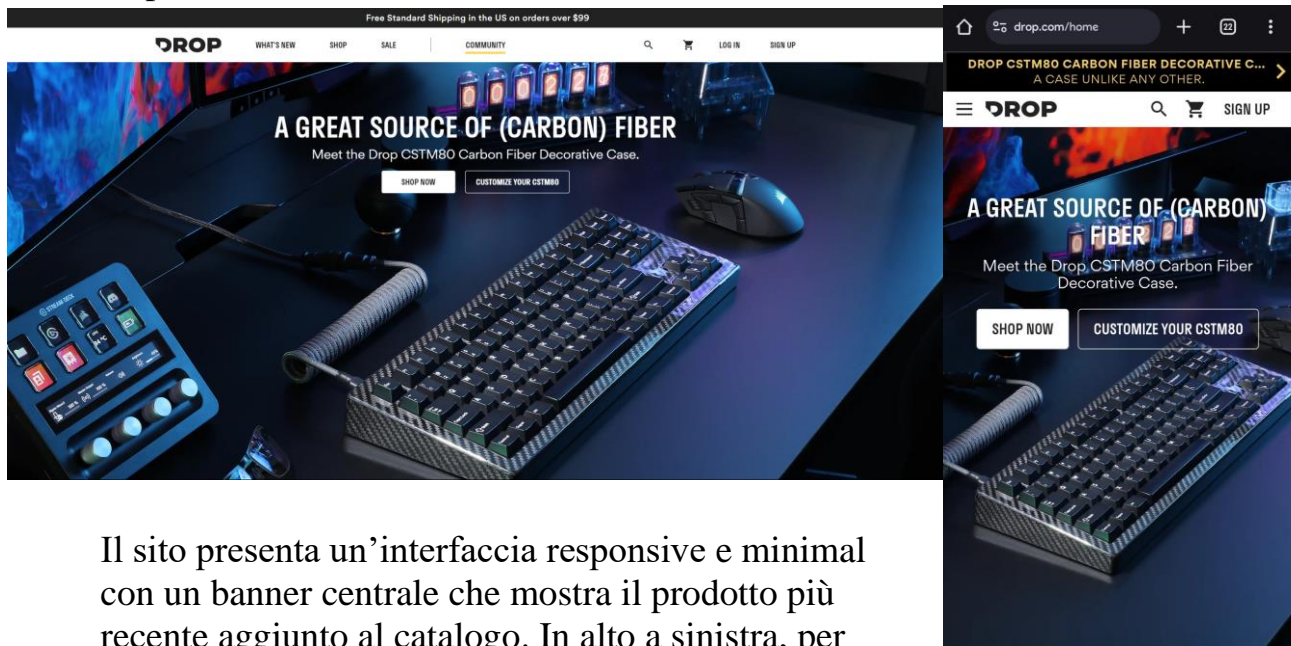 Free Standard Shipping in the US on orders over $99
DROP WHAT'S NEW SHOP SALE COMMUNITY LOG IN SIGN UP
A GREAT SOURCE OF (CARBON) FIBER
Meet the Drop CSTM80 Carbon Fiber Decorative Case.
SHOP NOW CUSTOMIZE YOUR CSTM80
STREAM DECK
drop.com/home 22
DROP CSTM80 CARBON FIBER DECORATIVE C...
A CASE UNLIKE ANY OTHER.
DROP SIGN UP
A GREAT SOURCE OF (CARBON)
FIBER
Meet the Drop CSTM80 Carbon Fiber
Decorative Case.
SHOP NOW CUSTOMIZE YOUR CSTM80
Il sito presenta un'interfaccia responsive e minimal
con un banner centrale che mostra il prodotto più
recente aggiunto al catalogo. In alto a sinistra, per